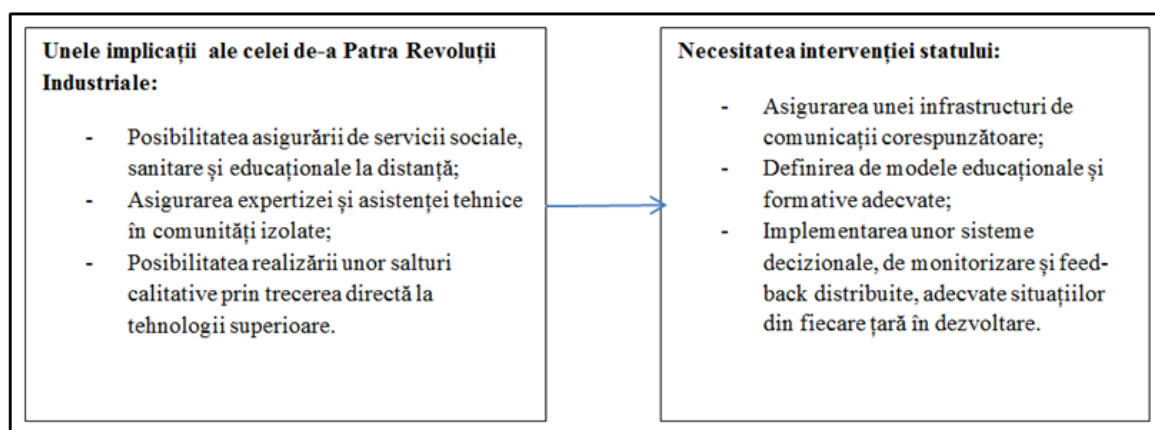 Unele implicații ale celei de-a Patra Revoluții
Industriale:
- Posibilitatea asigurării de servicii sociale,
sanitare și educaționale la distanță;
- Asigurarea expertizei și asistenței tehnice
în comunități izolate;
- Posibilitatea realizării unor salturi
calitative prin trecerea directă la
tehnologii superioare.
Necesitatea intervenției statului:
- Asigurarea unei infrastructuri de
comunicații corespunzătoare;
- Definirea de modele educaționale și
formative adecvate;
- Implementarea unor sisteme
decizionale, de monitorizare și feed-
back distribuite, adecvate situațiilor
din fiecare țară în dezvoltare.